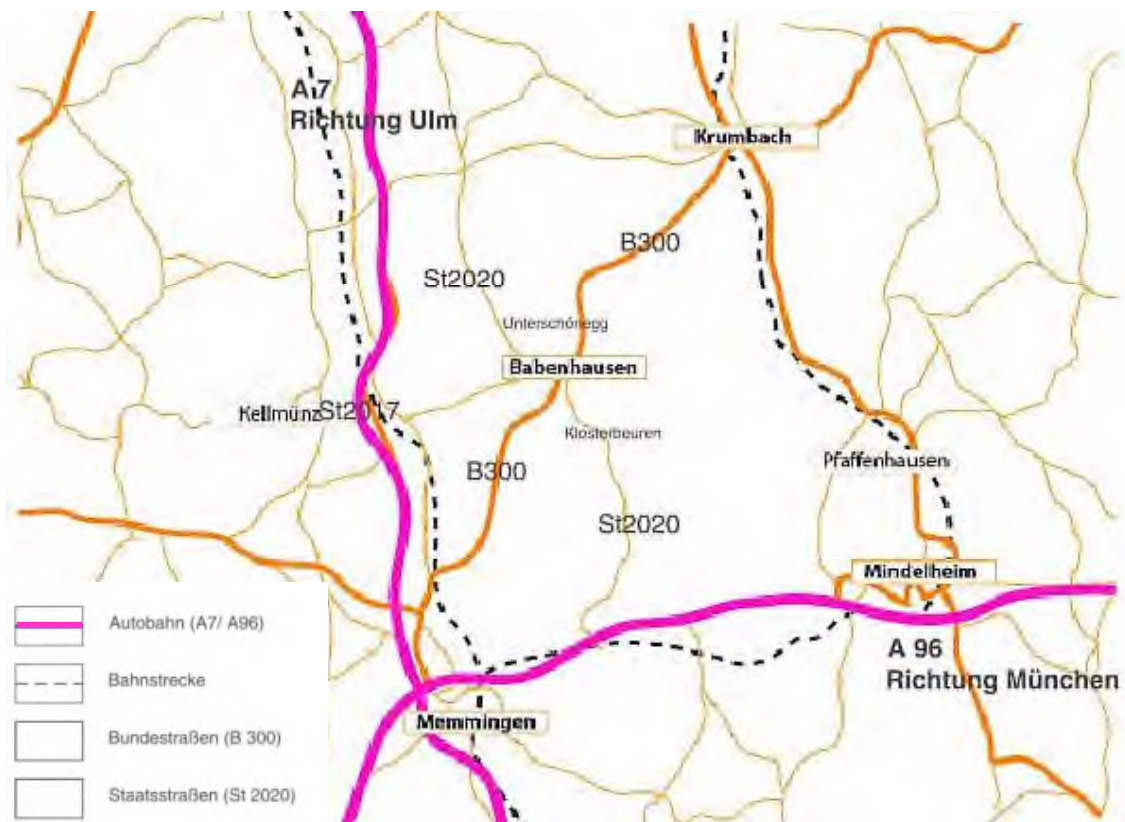 A 7
Richtung Ulm
Krumbach
B300
St2020
Unterschönegg
Babenhausen
Kellmünz
St2017
Klosterbeuren
B300
Pfaffenhausen
St2020
Mindelheim
A 96
Richtung München
Memmingen
Autobahn (A7/ A96)
Bahnstrecke
Bundestraßen (B 300)
Staatsstraßen (St 2020)